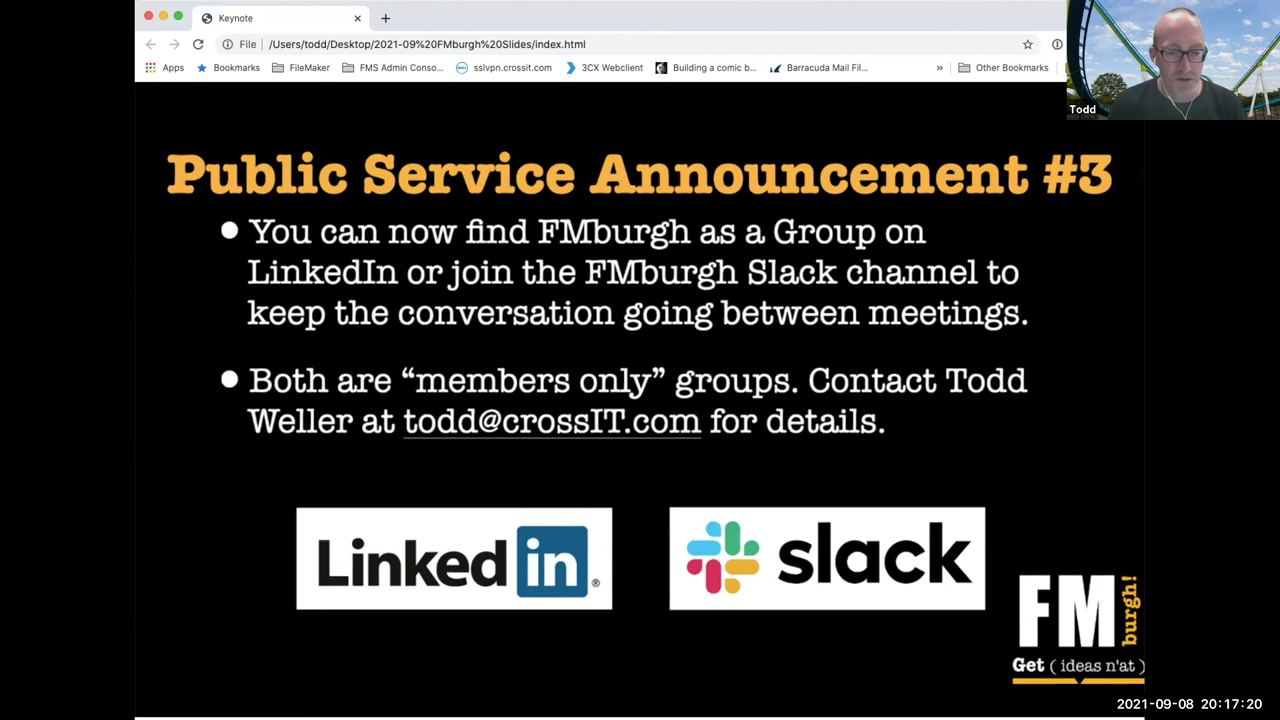 Keynote
File | /Users/todd/Desktop/2021-09%20FMburgh%20Slides/index.html
Apps Bookmarks FileMaker FMS Admin Conso... sslvpn.crossit.com 3CX Webclient Building a comic b... Barracuda Mail Fil... » Other Bookmarks
Todd
Public Service Announcement #3
• You can now find FMburgh as a Group on
LinkedIn or join the FMburgh Slack channel to
keep the conversation going between meetings.
• Both are “members only” groups. Contact Todd
Weller at todd@crossIT.com for details.
Linked in ®
slack
FM burgh!
Get ( ideas n'at )
2021-09-08 20:17:20